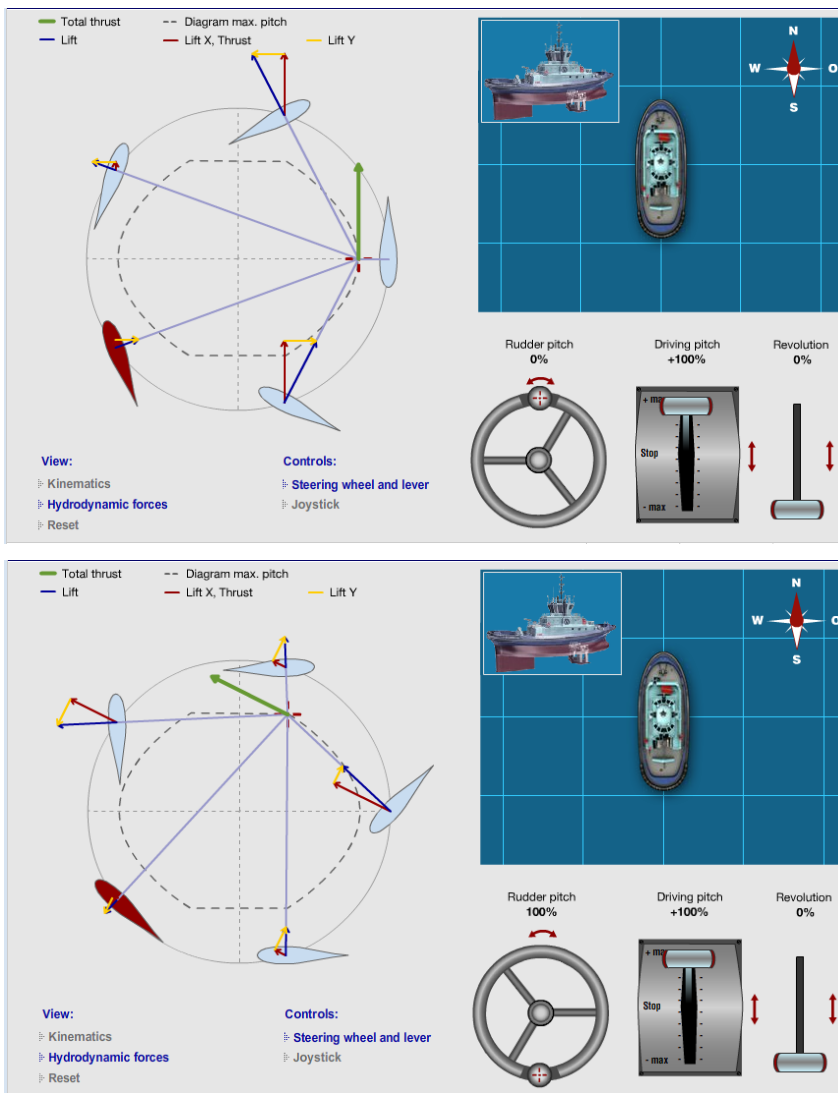 Total thrust
Diagram max. pitch
Lift
Lift X, Thrust
Lift Y
N
W
O
S
Rudder pitch
0%
Driving pitch
+100%
Revolution
0%
+ max
Stop
- max
View:
Kinematics
Hydrodynamic forces
Reset
Controls:
Steering wheel and lever
Joystick
Total thrust
Diagram max. pitch
Lift
Lift X, Thrust
Lift Y
N
W
O
S
Rudder pitch
100%
Driving pitch
+100%
Revolution
0%
+ max
Stop
- max
View:
Kinematics
Hydrodynamic forces
Reset
Controls:
Steering wheel and lever
Joystick